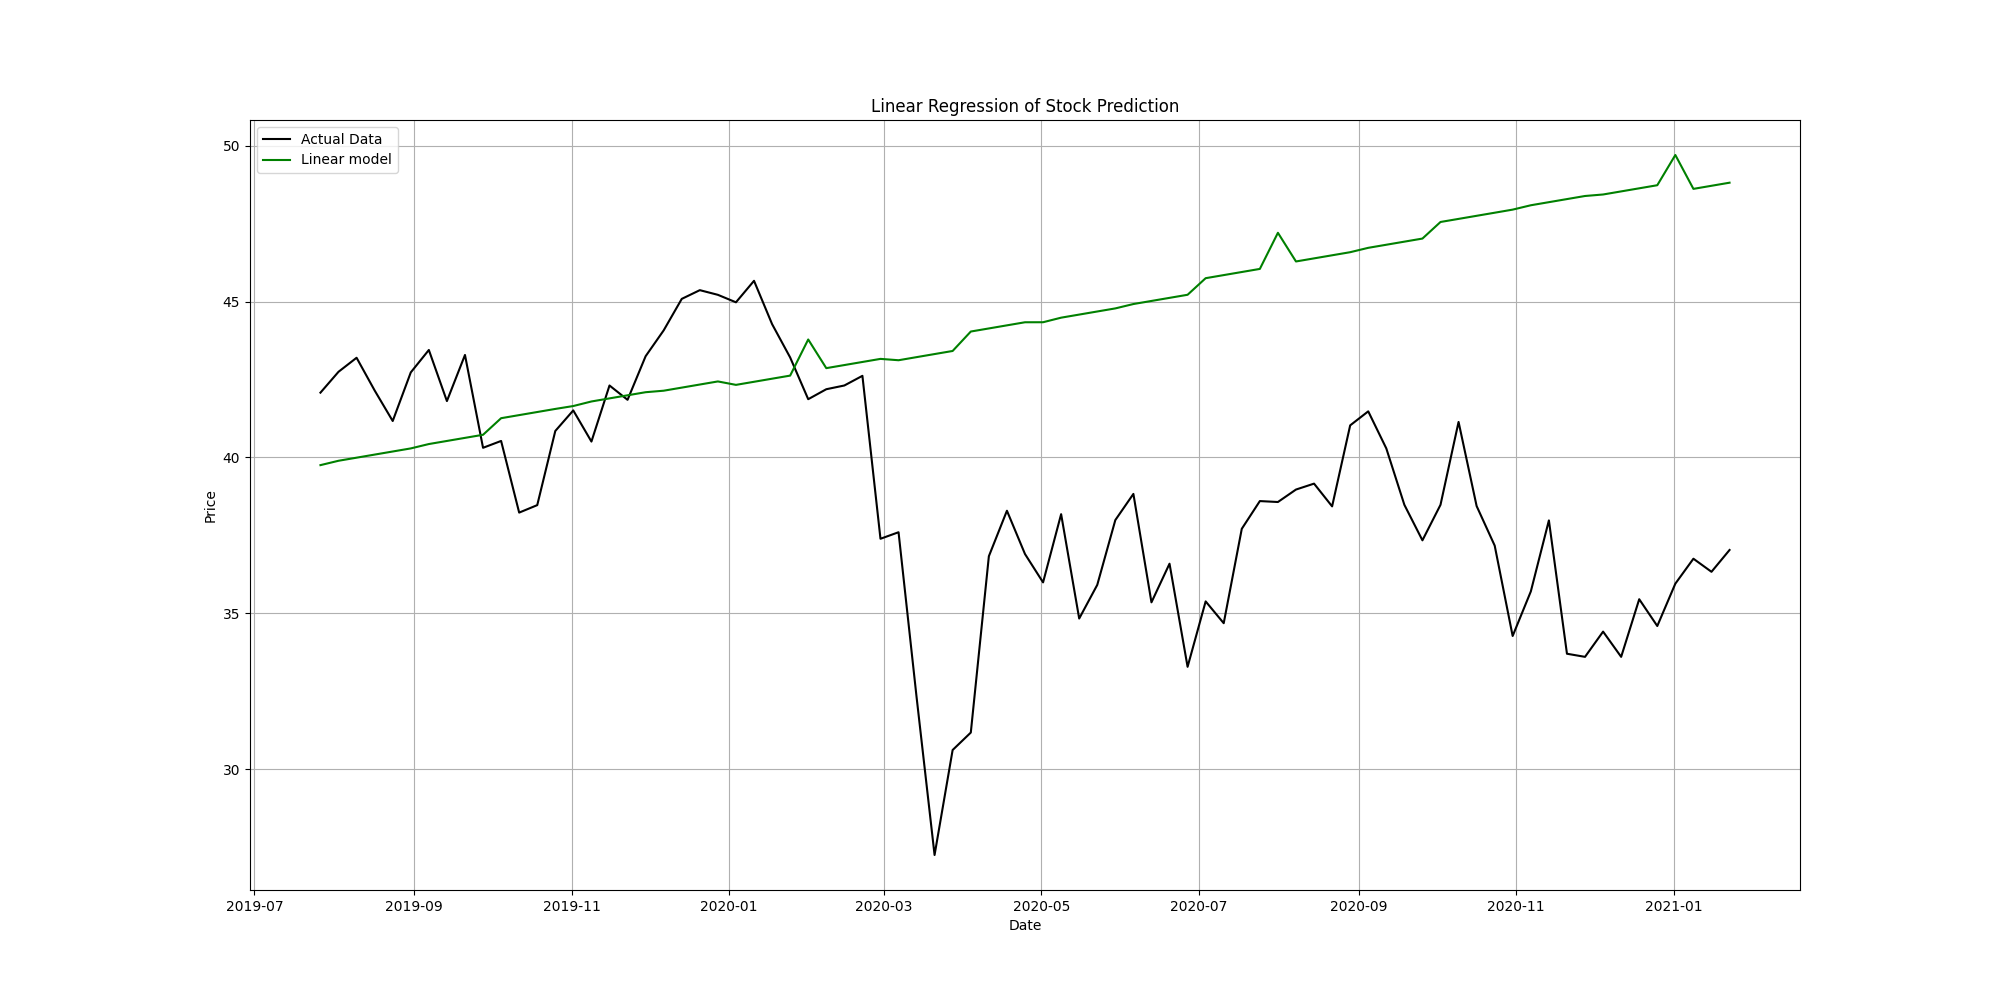 Linear Regression of Stock Prediction
Actual Data
Linear model
50
45
40
35
30
Price
2019-07 2019-09 2019-11 2020-01 2020-03 2020-05 2020-07 2020-09 2020-11 2021-01
Date